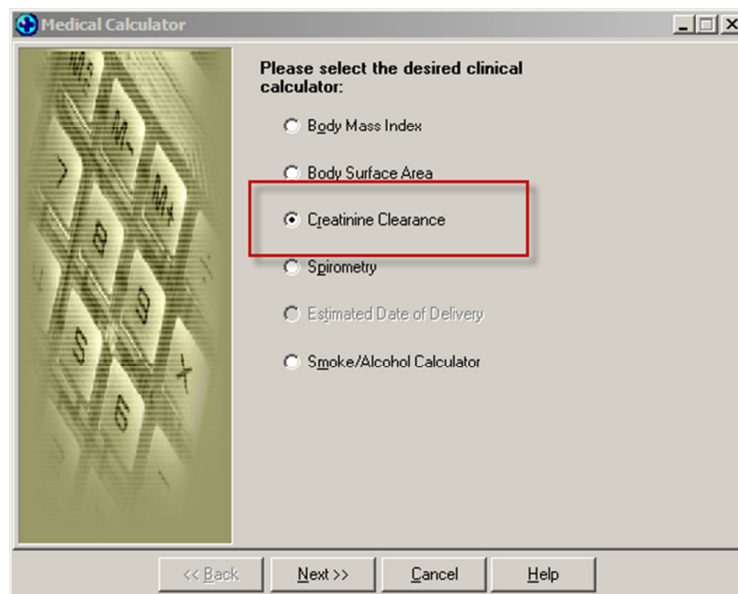 Medical Calculator
Please select the desired clinical
calculator:
Body Mass Index
Body Surface Area
Creatinine Clearance
Spirometry
Estimated Date of Delivery
Smoke/Alcohol Calculator
<< Back Next >> Cancel Help